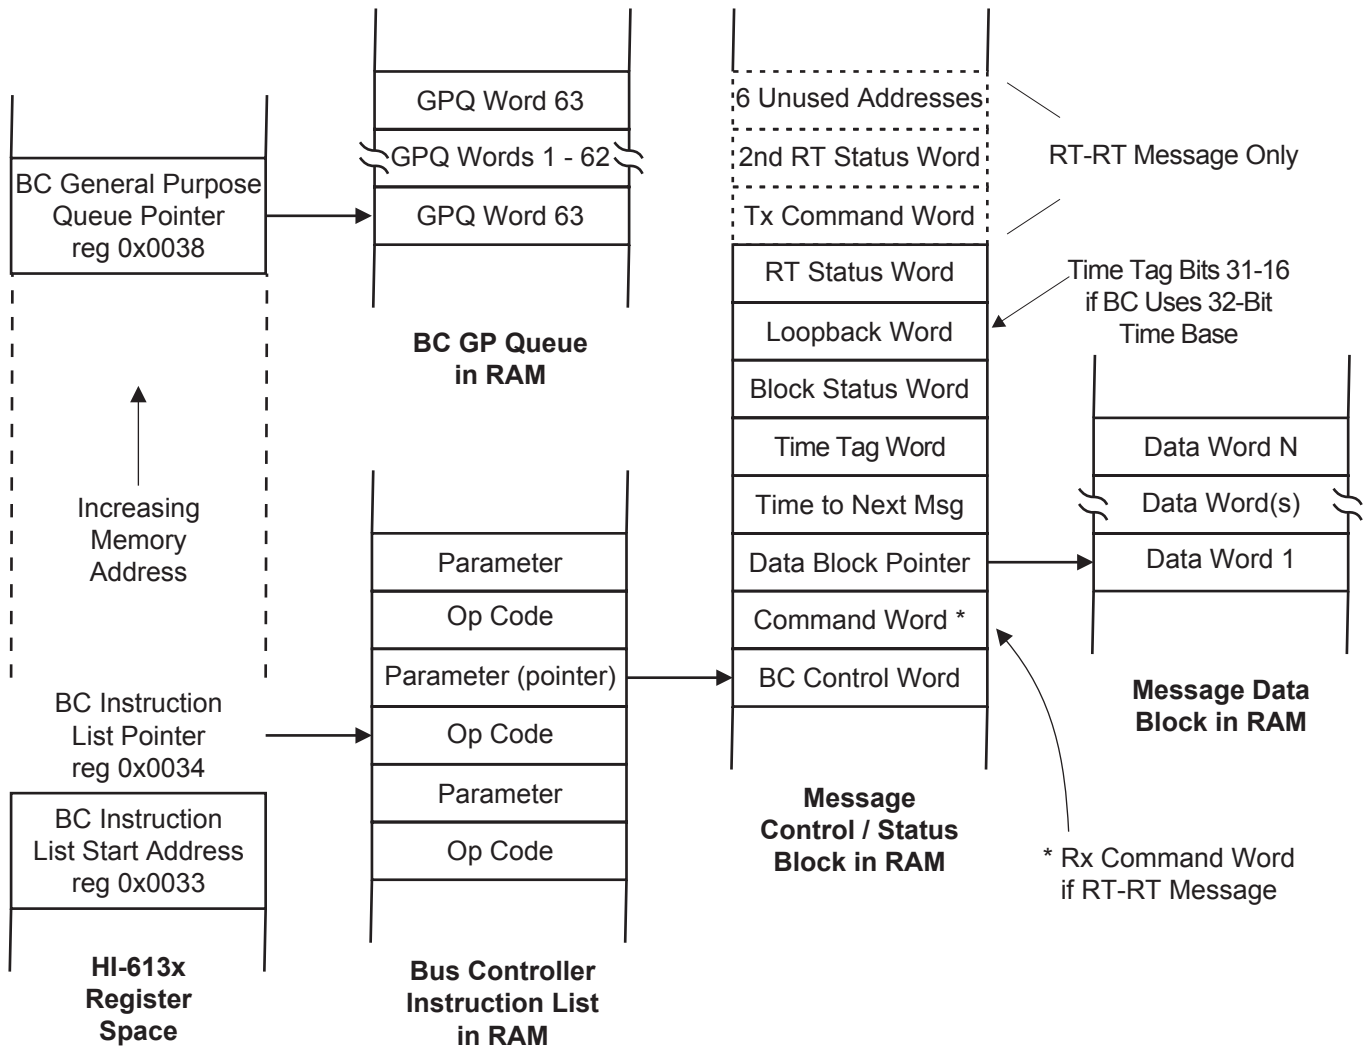 BC General Purpose
Queue Pointer
reg 0x0038
Increasing
Memory
Address
BC Instruction
List Pointer
reg 0x0034
BC Instruction
List Start Address
reg 0x0033
HI-613x
Register
Space
GPQ Word 63
GPQ Words 1 - 62
GPQ Word 63
BC GP Queue
in RAM
Parameter
Op Code
Parameter (pointer)
Op Code
Parameter
Op Code
Bus Controller
Instruction List
in RAM
6 Unused Addresses
2nd RT Status Word
Tx Command Word
RT Status Word
Loopback Word
Block Status Word
Time Tag Word
Time to Next Msg
Data Block Pointer
Command Word *
BC Control Word
Message
Control / Status
Block in RAM
RT-RT Message Only
Time Tag Bits 31-16
if BC Uses 32-Bit
Time Base
Data Word N
Data Word(s)
Data Word 1
Message Data
Block in RAM
* Rx Command Word
if RT-RT Message